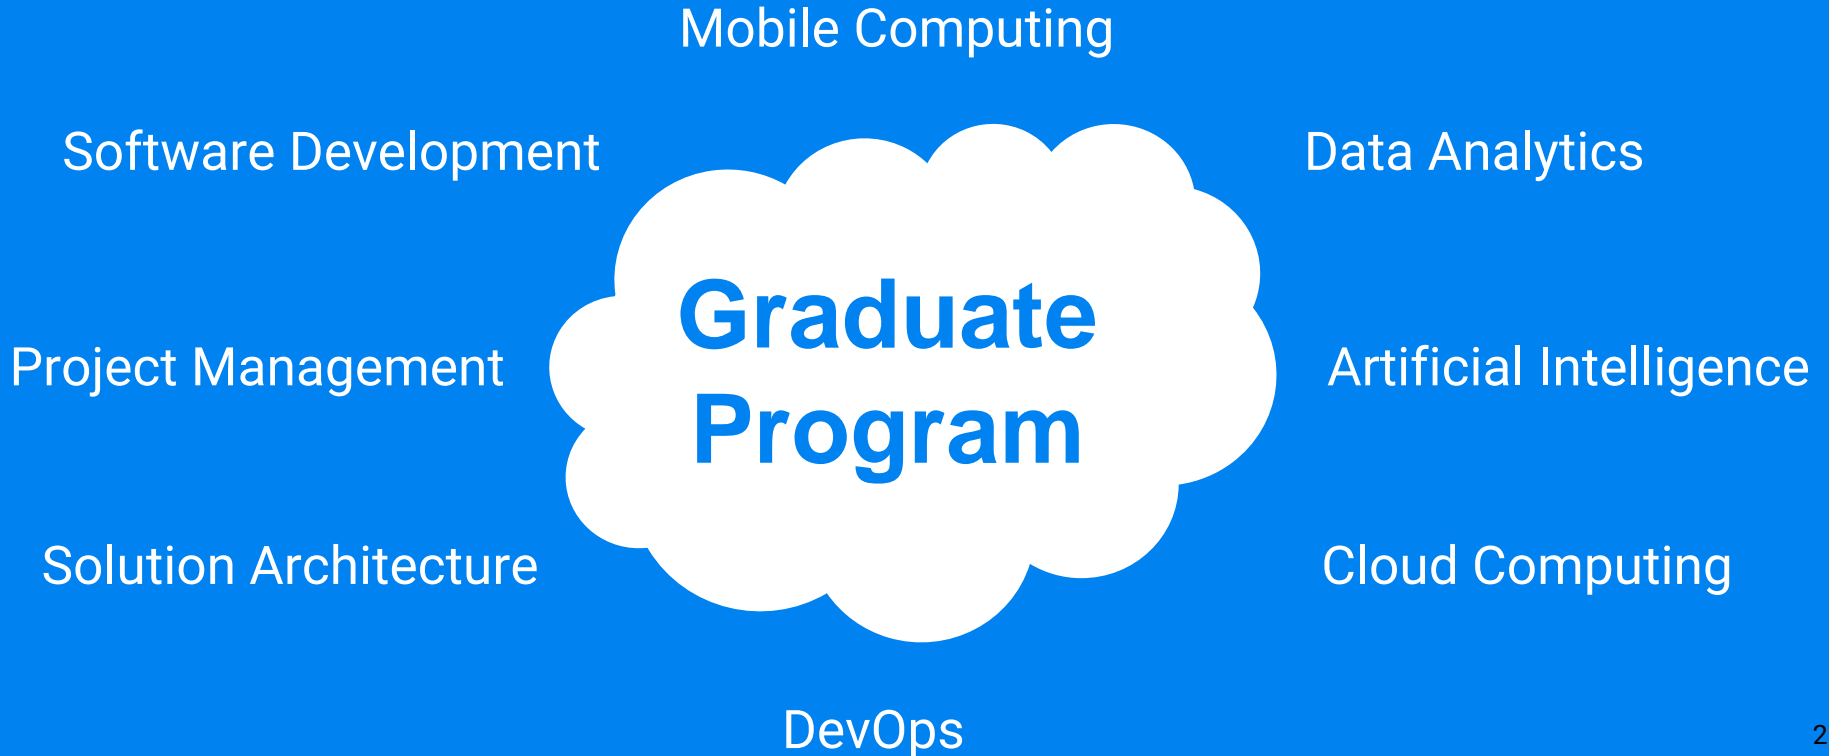 Mobile Computing
Software Development
Data Analytics
Graduate
Program
Project Management
Artificial Intelligence
Solution Architecture
Cloud Computing
DevOps
2